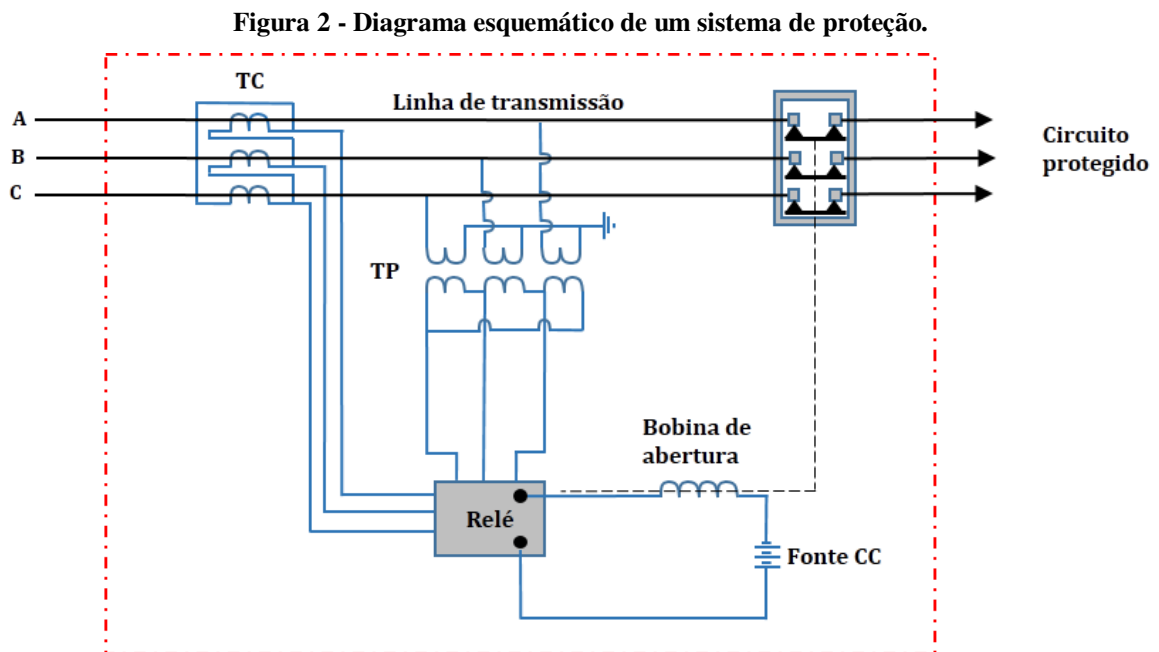 Figura 2 - Diagrama esquemático de um sistema de proteção.
TC
Linha de transmissão
A
B
C
Circuito
protegido
TP
Bobina de
abertura
Relé
Fonte CC